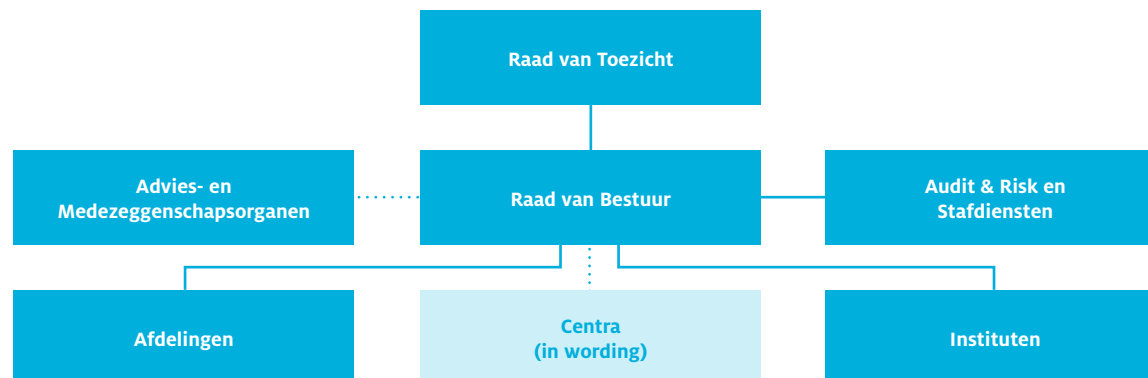 Raad van Toezicht
Advies- en
Medezeggenschapsorganen
Raad van Bestuur
Audit & Risk en
Stafdiensten
Afdelingen
Centra
(in wording)
Instituten